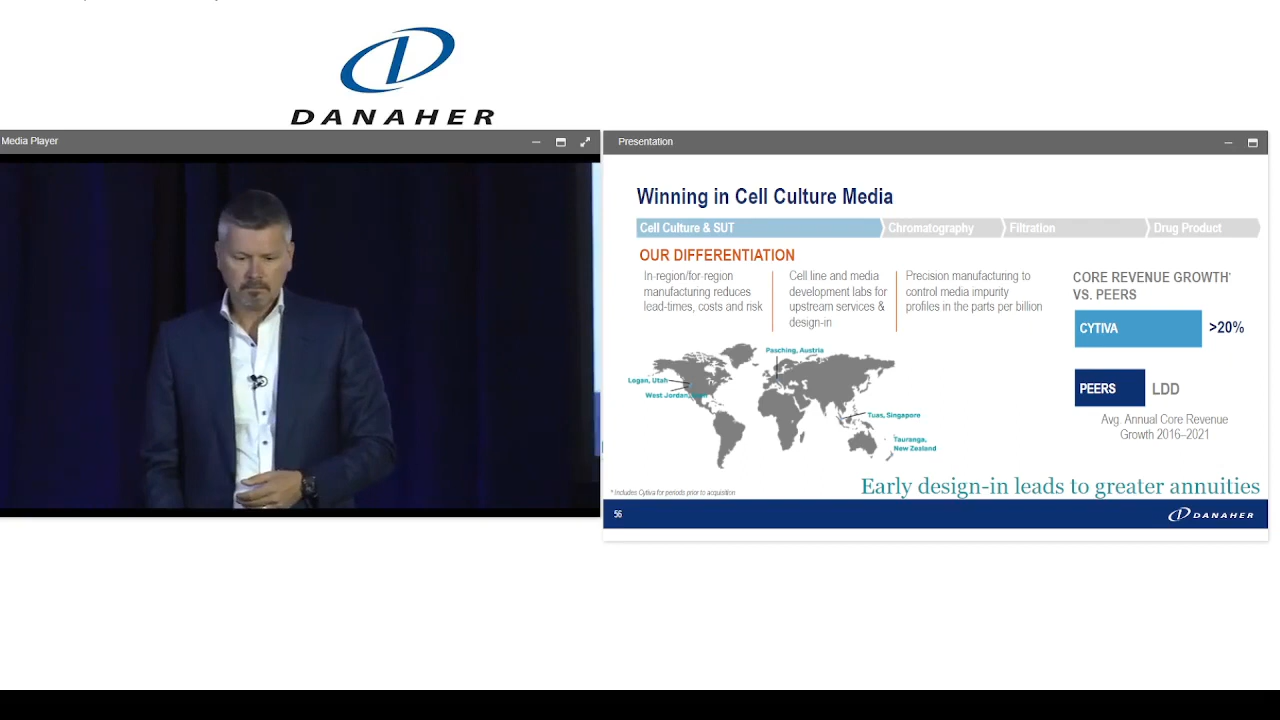 DANAHER
Media Player
Presentation
Winning in Cell Culture Media
Cell Culture & SUT
Chromatography
Filtration
Drug Product
OUR DIFFERENTIATION
In-region/for-region
manufacturing reduces
lead-times, costs and risk
Cell line and media
development labs for
upstream services &
design-in
Precision manufacturing to
control media impurity
profiles in the parts per billion
CORE REVENUE GROWTH*
VS. PEERS
CYTIVA
>20%
PEERS
LDD
Avg. Annual Core Revenue
Growth 2016–2021
Pasching, Austria
Logan, Utah
West Jordan,
Tuas, Singapore
Tauranga,
New Zealand
Early design-in leads to greater annuities
* Includes Cytiva for periods prior to acquisition
56
DANAHER